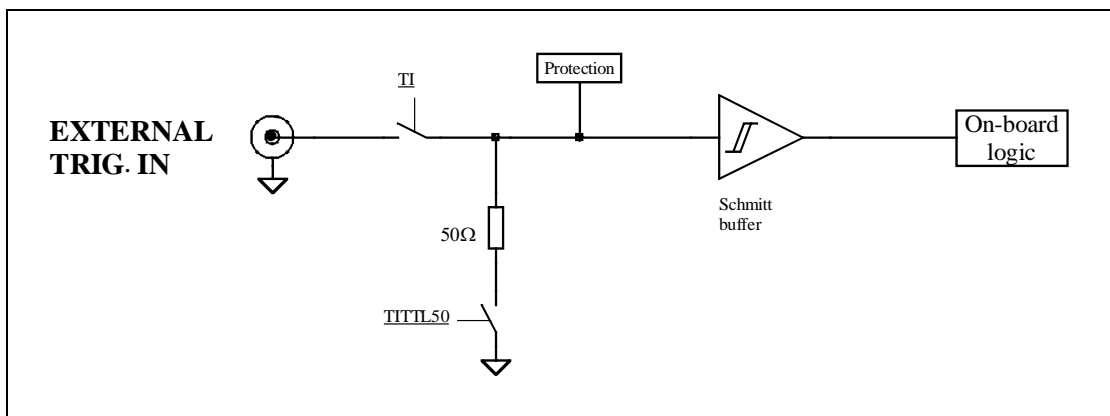 Protection
TI
EXTERNAL
TRIG. IN
On-board
logic
Schmitt
buffer
50Ω
TITTL50